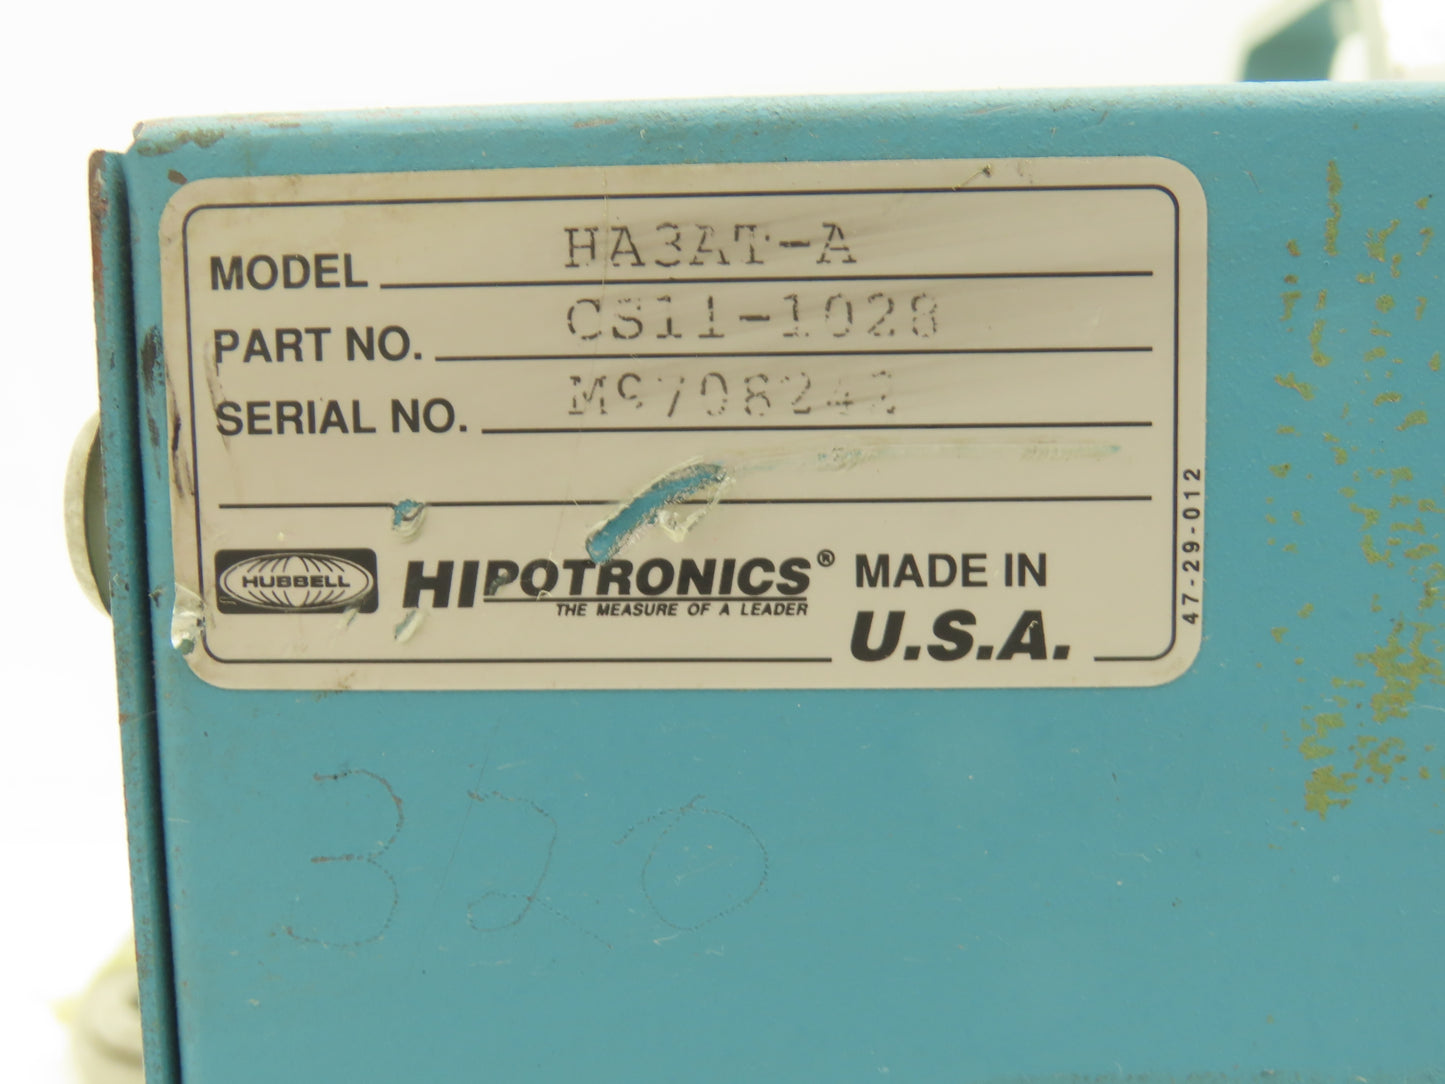 MODEL HA3AT-A
PART NO. CS11-1028
SERIAL NO. M9708242
HUBBELL HIPOTRONICS® MADE IN
THE MEASURE OF A LEADER
U.S.A.
47-29-012
320